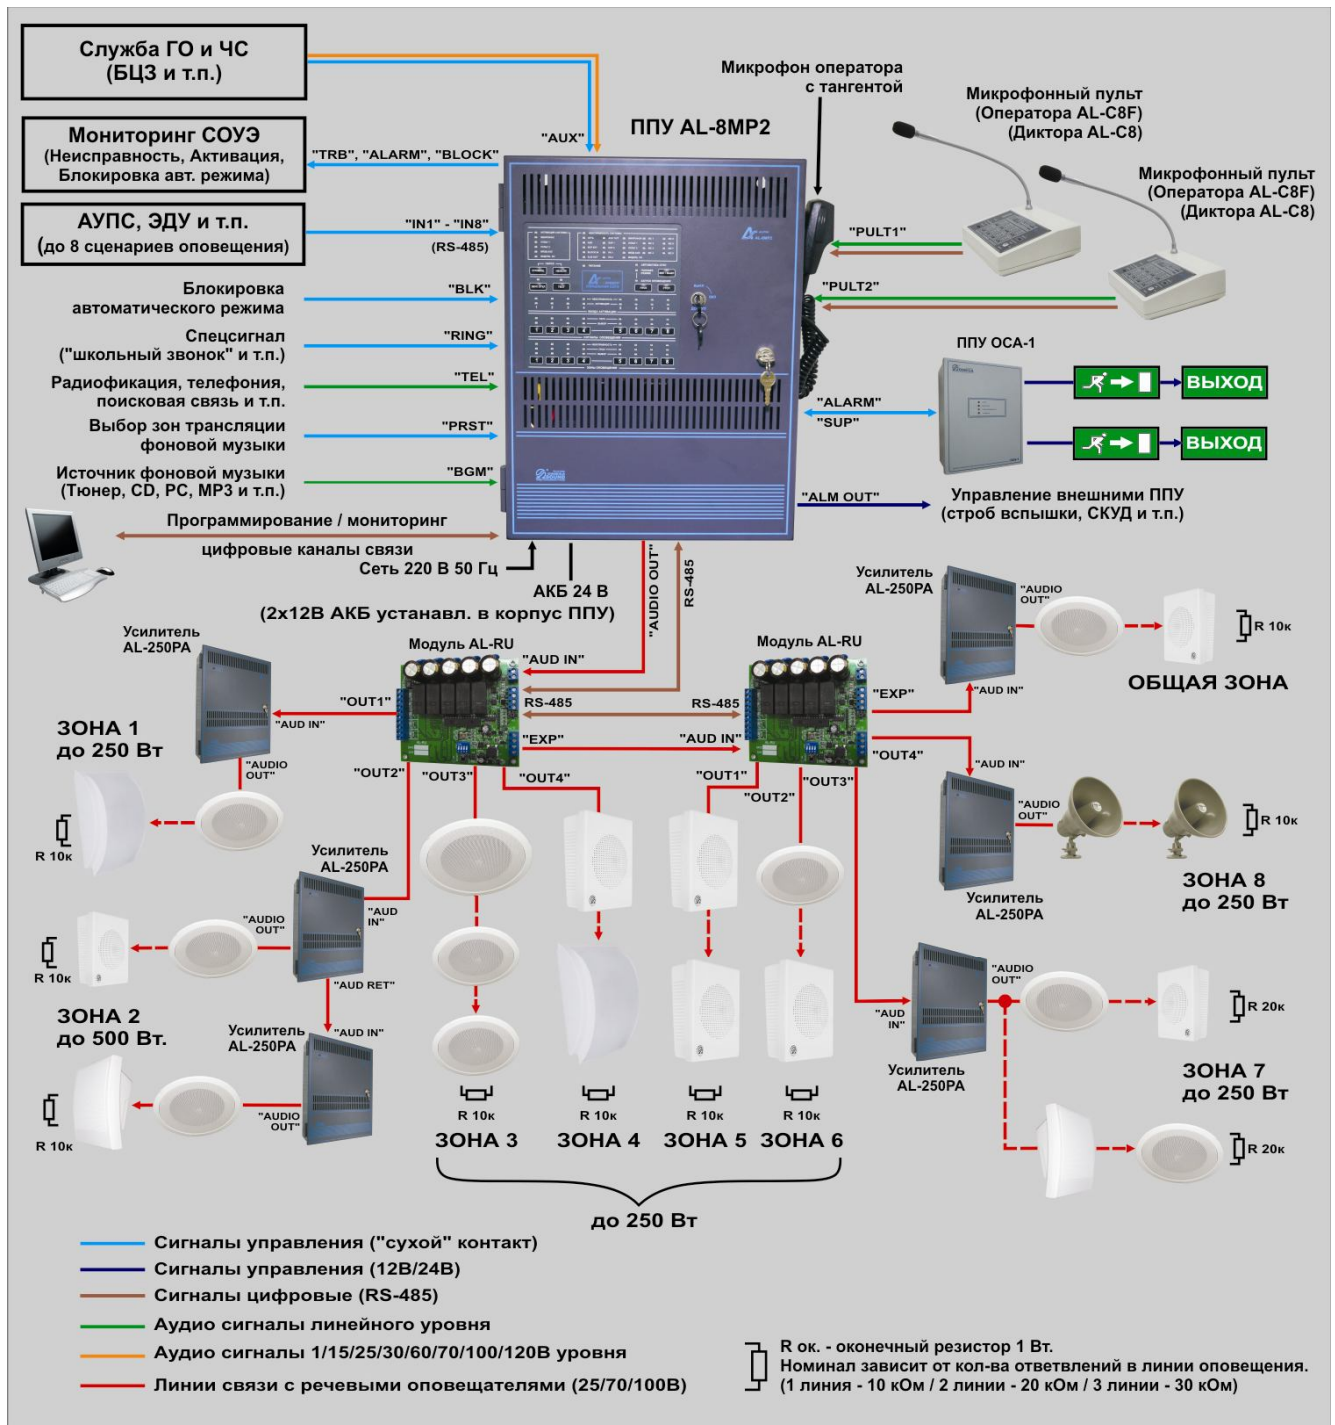 Служба ГО и ЧС
(БЦЗ и т.п.)
Мониторинг СОУЭ
(Неисправность, Активация,
Блокировка авт. режима)
АУПС, ЭДУ и т.п.
(до 8 сценариев оповещения)
"AUX"
"TRB", "ALARM", "BLOCK"
"IN1" - "IN8"
(RS-485)
ППУ AL-8MP2
Микрофон оператора
с тангентой
Микрофонный пульт
(Оператора AL-C8F)
(Диктора AL-C8)
Микрофонный пульт
(Оператора AL-C8F)
(Диктора AL-C8)
"PULT1"
"PULT2"
Блокировка
автоматического режима
"BLK"
Спецсигнал
("школьный звонок" и т.п.)
"RING"
Радиофикация, телефония,
поисковая связь и т.п.
"TEL"
Выбор зон трансляции
фоновой музыки
"PRST"
Источник фоновой музыки
(Тюнер, CD, PC, MP3 и т.п.)
"BGM"
ППУ ОСА-1
"ALARM"
"SUP"
ВЫХОД
ВЫХОД
"ALM OUT"
Управление внешними ППУ
(строб вспышки, СКУД и т.п.)
Программирование / мониторинг
цифровые каналы связи
Сеть 220 В 50 Гц
АКБ 24 В
(2x12В АКБ устанавл. в корпус ППУ)
"AUDIO OUT"
RS-485
Усилитель
AL-250PA
Модуль AL-RU
"AUD IN"
"OUT1"
"AUD IN"
RS-485
"EXP"
"OUT2"
"OUT3"
"OUT4"
ЗОНА 1
до 250 Вт
"AUDIO
OUT"
R 10к
Модуль AL-RU
RS-485
"AUD IN"
"EXP"
"OUT4"
"OUT1"
"OUT2"
"OUT3"
Усилитель
AL-250PA
"AUDIO
OUT"
R 10к
"AUD IN"
ОБЩАЯ ЗОНА
"AUD IN"
"AUDIO
OUT"
R 10к
Усилитель
AL-250PA
ЗОНА 8
до 250 Вт
Усилитель
AL-250PA
"AUD
IN"
"AUDIO
OUT"
R 10к
"AUD RET"
ЗОНА 2
до 500 Вт.
Усилитель
AL-250PA
"AUD IN"
"AUDIO
OUT"
R 10к
"AUDIO
OUT"
"AUD
IN"
Усилитель
AL-250PA
R 20к
ЗОНА 7
до 250 Вт
R 20к
R 10к
R 10к
R 10к
R 10к
ЗОНА 3
ЗОНА 4
ЗОНА 5
ЗОНА 6
до 250 Вт
Сигналы управления ("сухой" контакт)
Сигналы управления (12В/24В)
Сигналы цифровые (RS-485)
Аудио сигналы линейного уровня
Аудио сигналы 1/15/25/30/60/70/100/120В уровня
Линии связи с речевыми оповещателями (25/70/100В)
R ок. - оконечный резистор 1 Вт.
Номинал зависит от кол-ва ответвлений в линии оповещения.
(1 линия - 10 кОм / 2 линии - 20 кОм / 3 линии - 30 кОм)